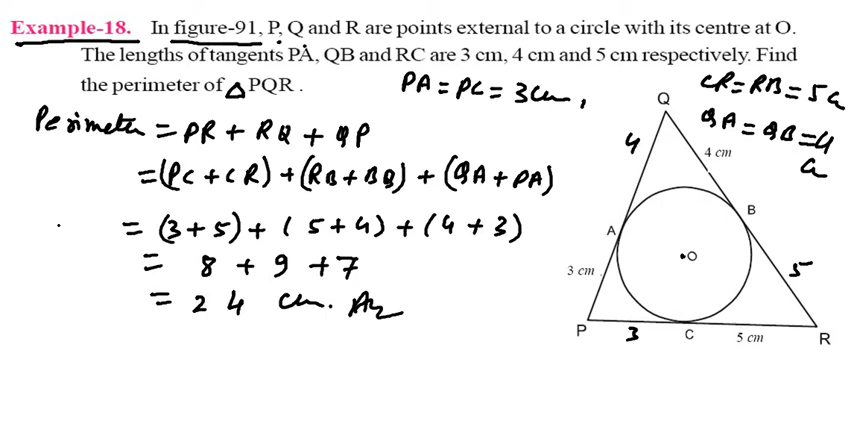 Example-18. In figure-91, P, Q and R are points external to a circle with its centre at O.
The lengths of tangents PA, QB and RC are 3 cm, 4 cm and 5 cm respectively. Find
the perimeter of △PQR .
PA = PC = 3cm,
CR = RB = 5c
QA = QB = 4
c
Perimeter = PR + RQ + QP
= (PC + CR) + (RB + BQ) + (QA + PA)
= (3+5) + (5+4) + (4+3)
= 8 + 9 + 7
= 24 cm. Ans
Q
4
4 cm
A
B
3 cm
O
5
P
3
C
5 cm
R